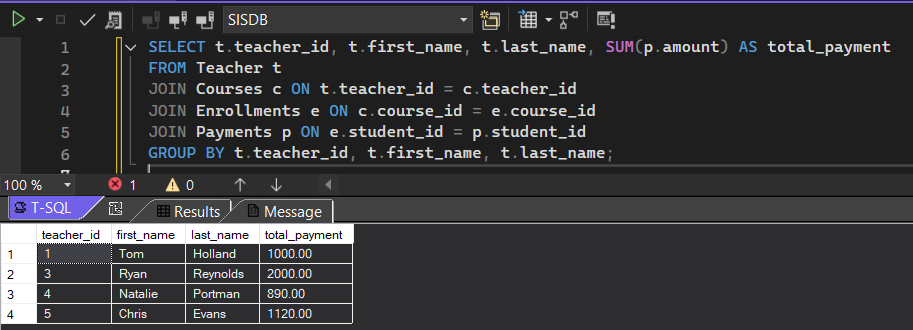 SISDB
1 SELECT t.teacher_id, t.first_name, t.last_name, SUM(p.amount) AS total_payment
2 FROM Teacher t
3 JOIN Courses c ON t.teacher_id = c.teacher_id
4 JOIN Enrollments e ON c.course_id = e.course_id
5 JOIN Payments p ON e.student_id = p.student_id
6 GROUP BY t.teacher_id, t.first_name, t.last_name;
100 % 1 0
T-SQL Results Message
teacher_id first_name last_name total_payment
1 1 Tom Holland 1000.00
2 3 Ryan Reynolds 2000.00
3 4 Natalie Portman 890.00
4 5 Chris Evans 1120.00